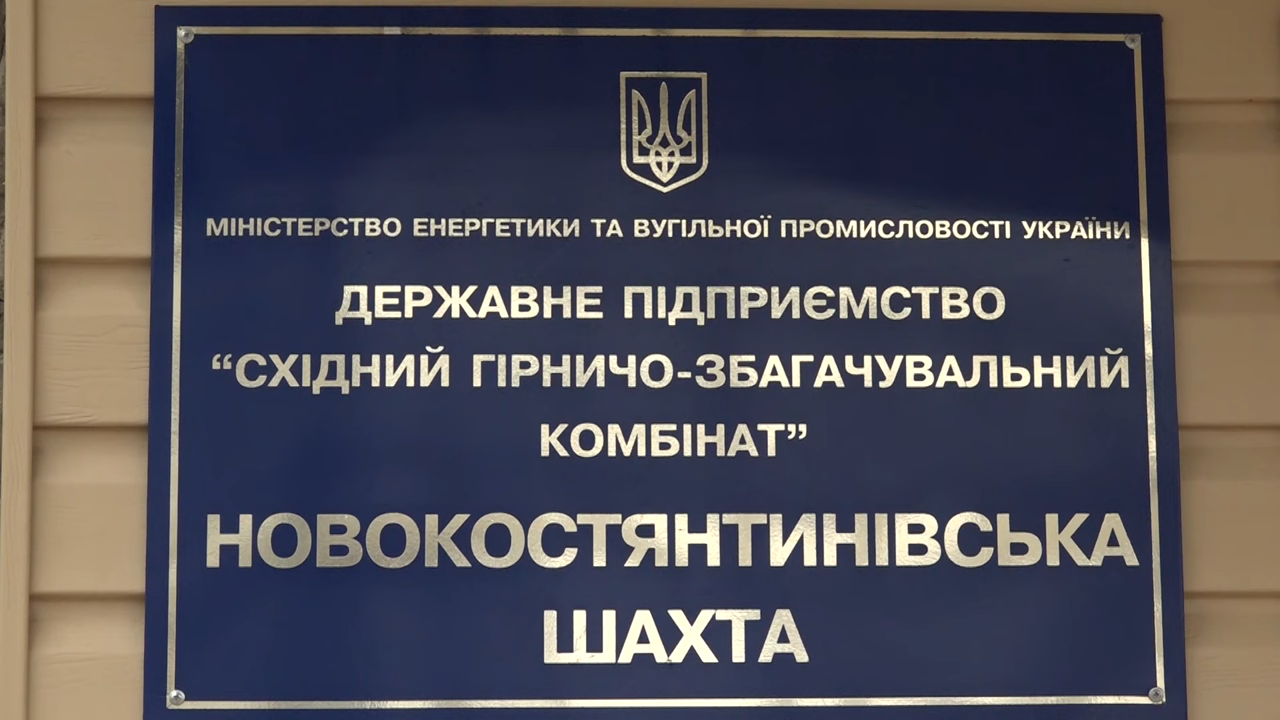 МІНІСТЕРСТВО ЕНЕРГЕТИКИ ТА ВУГІЛЬНОЇ ПРОМИСЛОВОСТІ УКРАЇНИ
ДЕРЖАВНЕ ПІДПРИЄМСТВО
“СХІДНИЙ ГІРНИЧО-ЗБАГАЧУВАЛЬНИЙ
КОМБІНАТ”
НОВОКОСТЯНТИНІВСЬКА
ШАХТА